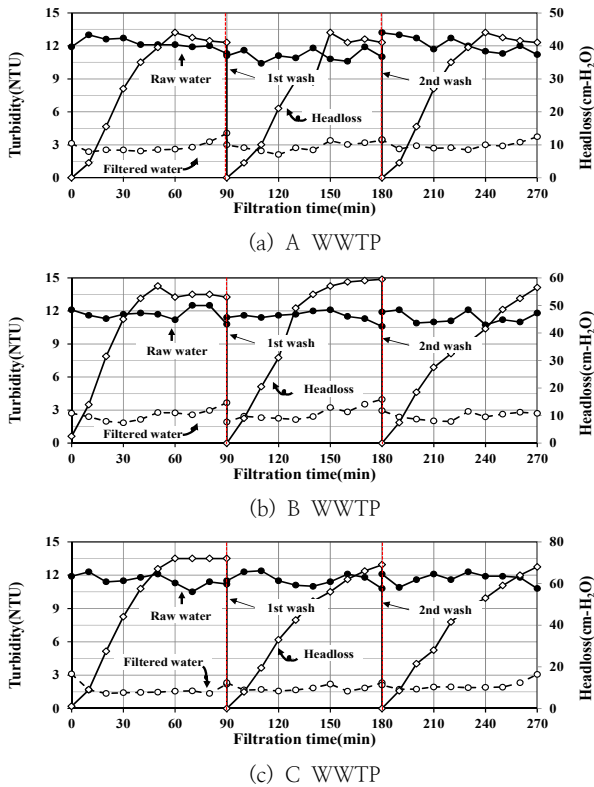 15 50
12 40
9 30
6 20
3 10
0 0
Turbidity(NTU)
Headloss(cm-H₂O)
Raw water
1st wash
2nd wash
Headloss
Filtered water
0 30 60 90 120 150 180 210 240 270
Filtration time(min)
(a) A WWTP
15 60
12 50
9 40
6 30
3 20
0 10
0
Turbidity(NTU)
Headloss(cm-H₂O)
Raw water
1st wash
2nd wash
Headloss
Filtered water
0 30 60 90 120 150 180 210 240 270
Filtration time(min)
(b) B WWTP
15 80
12 60
9 40
6 20
3 0
0
Turbidity(NTU)
Headloss(cm-H₂O)
Raw water
1st wash
2nd wash
Filtered water
Headloss
0 30 60 90 120 150 180 210 240 270
Filtration time(min)
(c) C WWTP